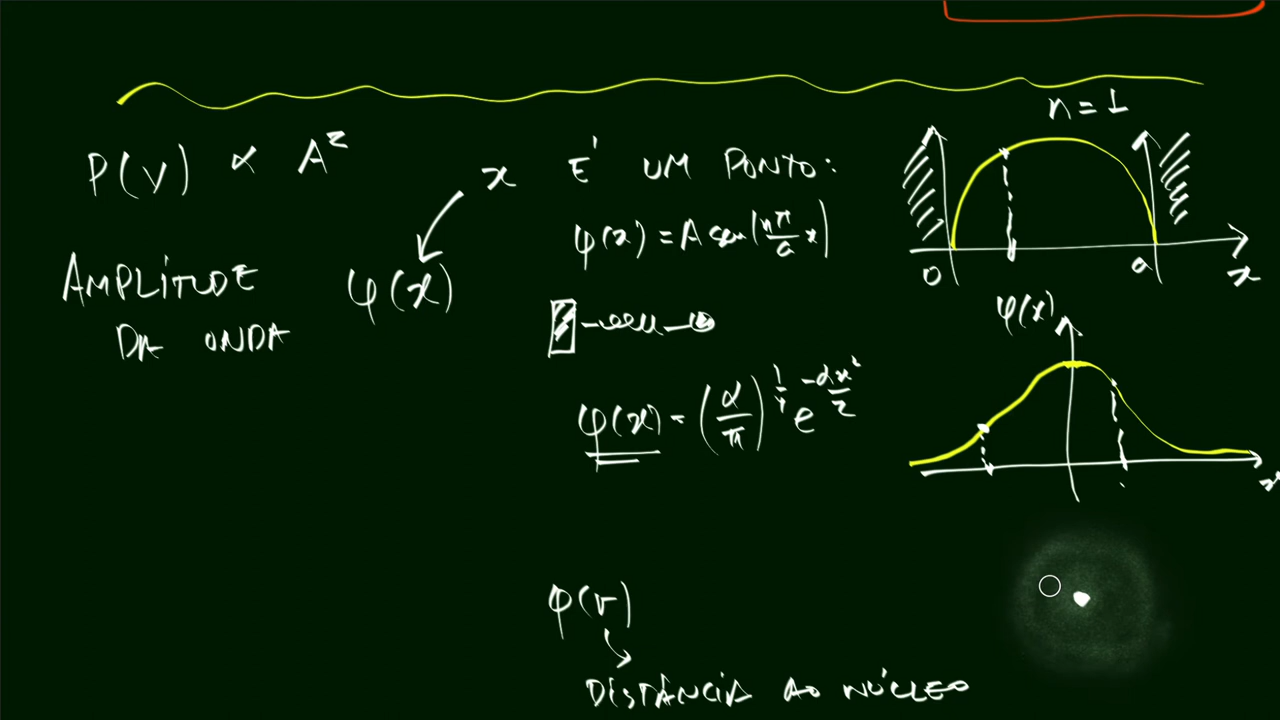 P(v) ∝ A²
AMPLITUDE
DA ONDA
x
φ(x)
x É UM PONTO:
φ(x) = A sen(nπ/a x)
φ(x) = (α/π)^1/4 e^-αx²/2
φ(r)
DISTÂNCIA AO NÚCLEO
n = 1
0 a x
φ(x)
x